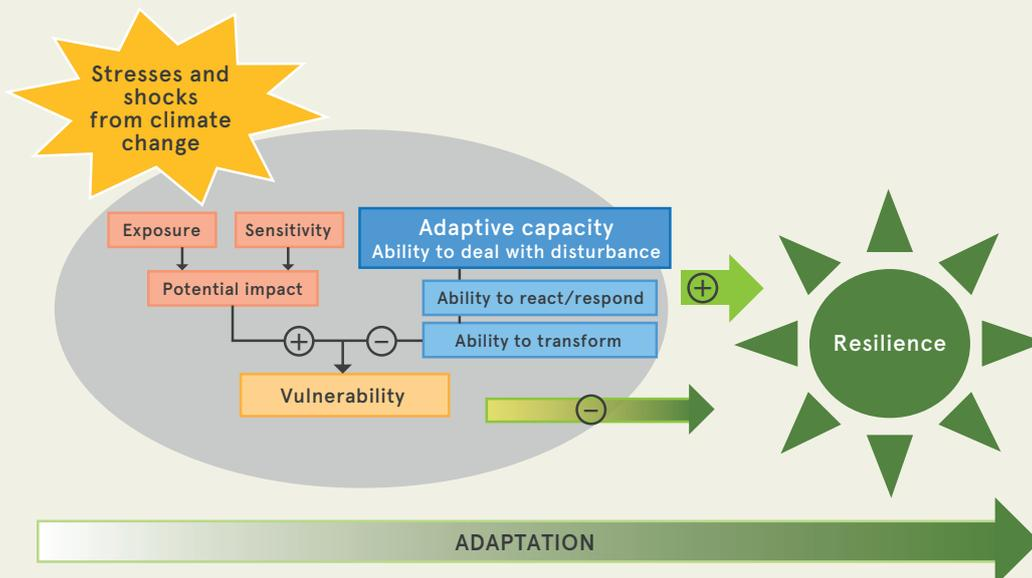 Stresses and
shocks
from climate
change
Exposure
Sensitivity
Adaptive capacity
Ability to deal with disturbance
Potential impact
Ability to react/respond
+
Ability to transform
+
−
Resilience
Vulnerability
−
ADAPTATION